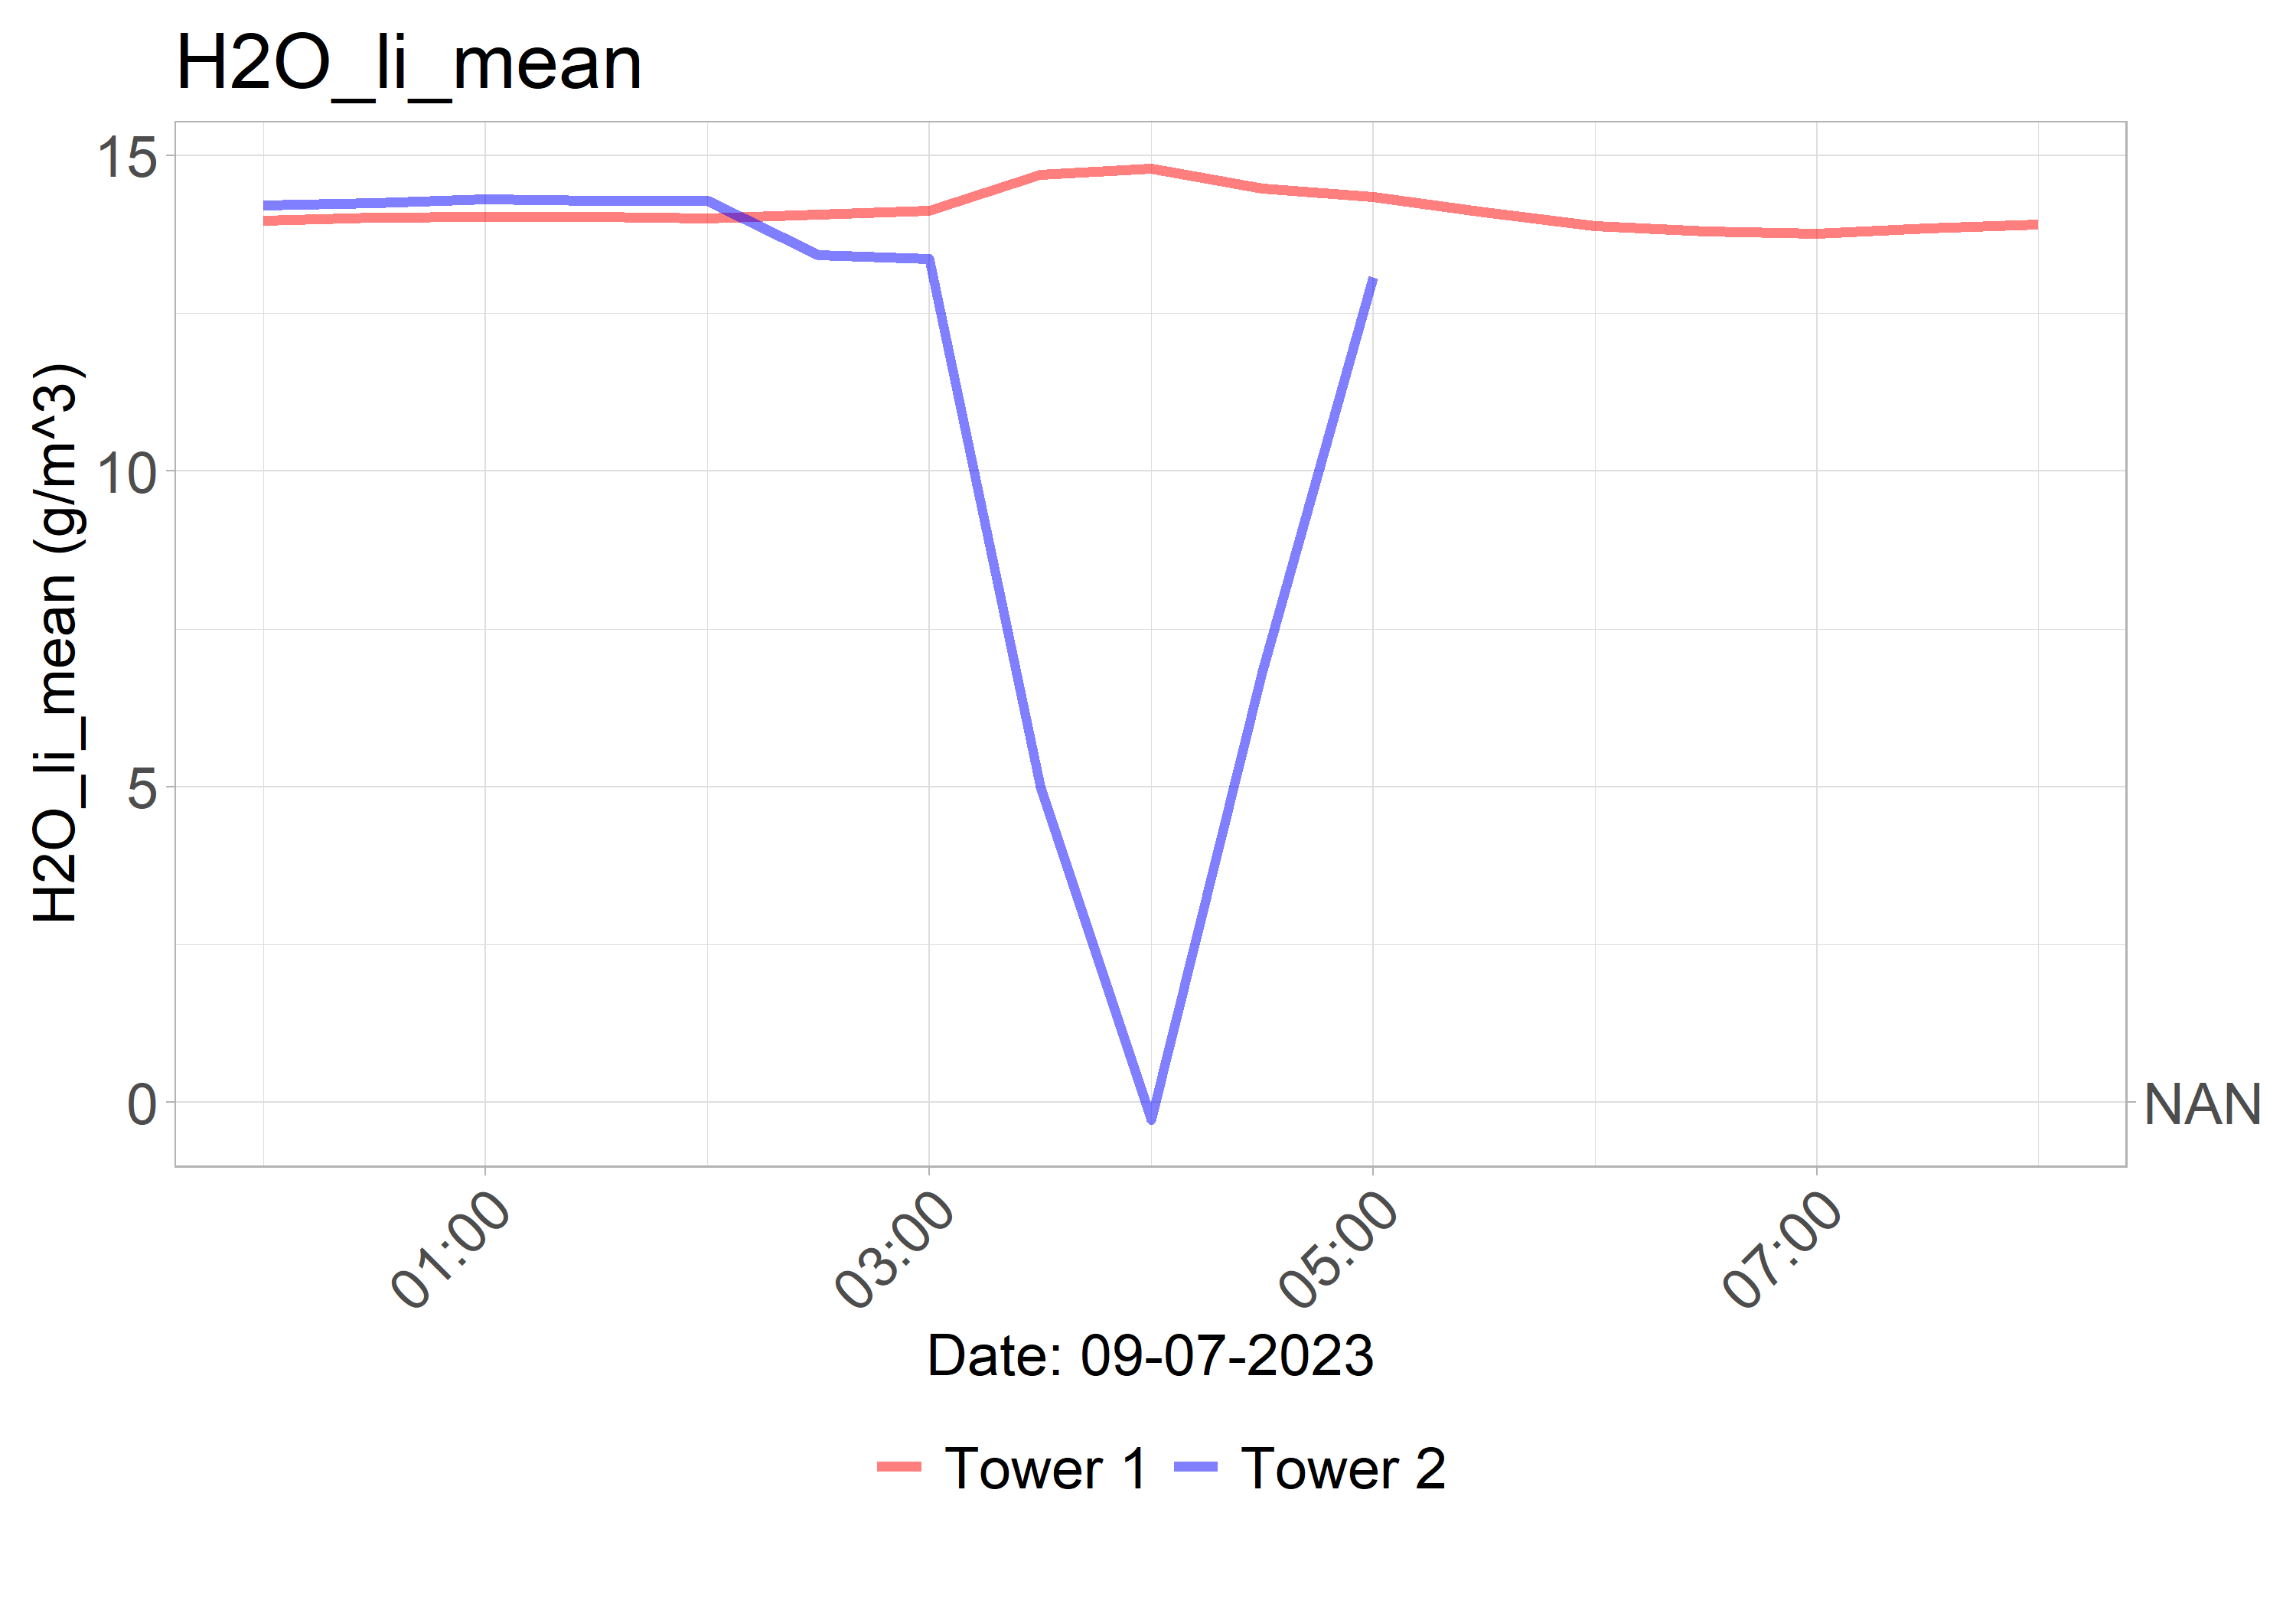 H2O_li_mean
H2O_li_mean (g/m^3)
15
10
5
0
NAN
01:00
03:00
05:00
07:00
Date: 09-07-2023
Tower 1
Tower 2